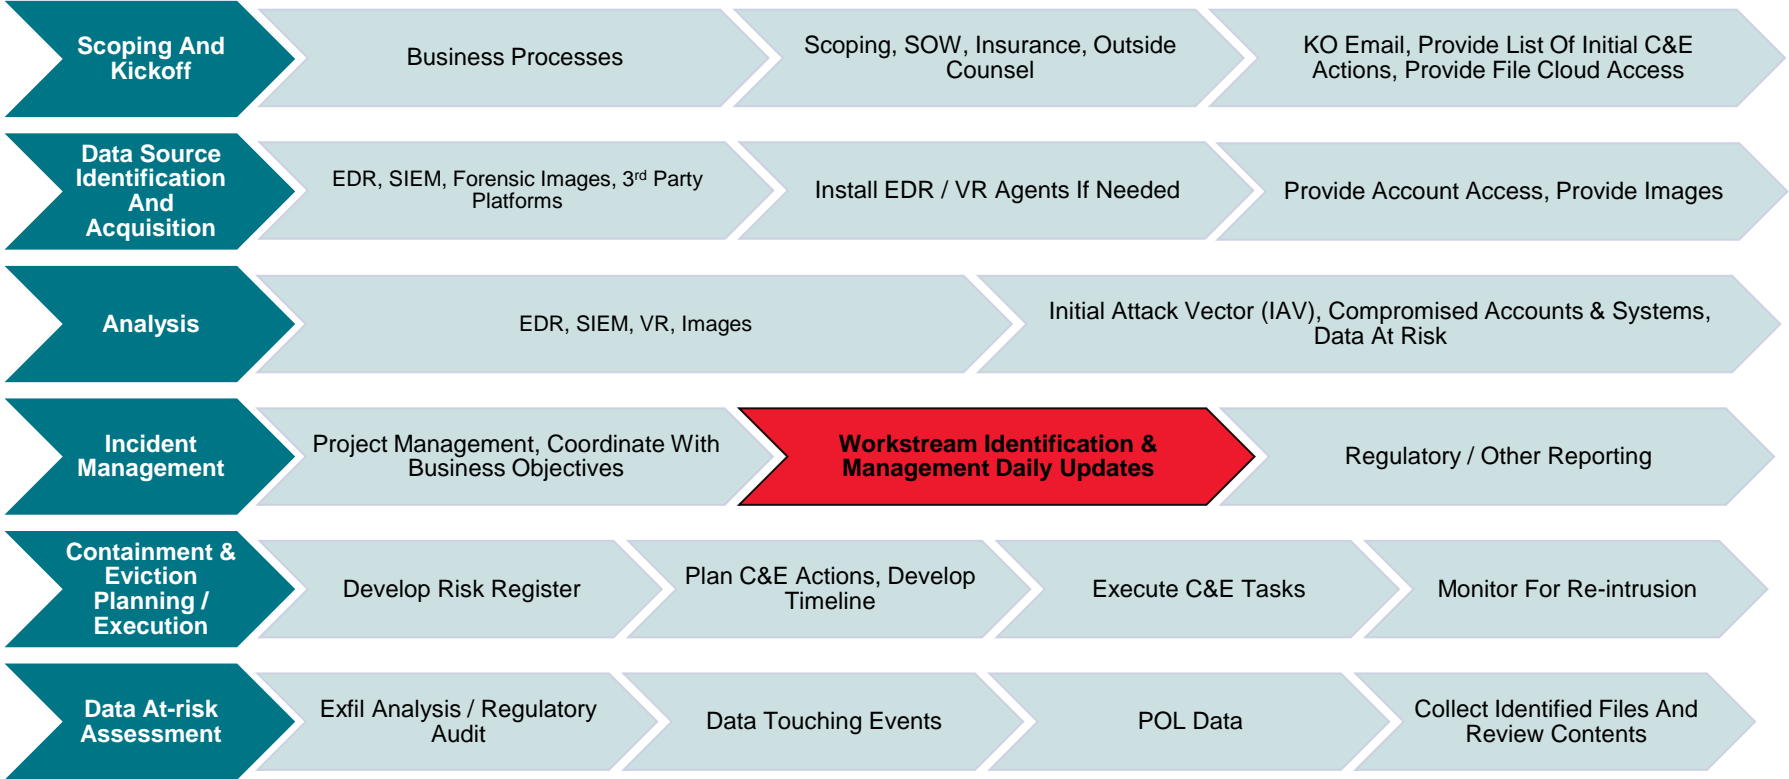 Scoping And
Kickoff
Business Processes
Scoping, SOW, Insurance, Outside
Counsel
KO Email, Provide List Of Initial C&E
Actions, Provide File Cloud Access
Data Source
Identification
And
Acquisition
EDR, SIEM, Forensic Images, 3rd Party
Platforms
Install EDR / VR Agents If Needed
Provide Account Access, Provide Images
Analysis
EDR, SIEM, VR, Images
Initial Attack Vector (IAV), Compromised Accounts & Systems,
Data At Risk
Incident
Management
Project Management, Coordinate With
Business Objectives
Workstream Identification &
Management Daily Updates
Regulatory / Other Reporting
Containment &
Eviction
Planning /
Execution
Develop Risk Register
Plan C&E Actions, Develop
Timeline
Execute C&E Tasks
Monitor For Re-intrusion
Data At-risk
Assessment
Exfil Analysis / Regulatory
Audit
Data Touching Events
POL Data
Collect Identified Files And
Review Contents